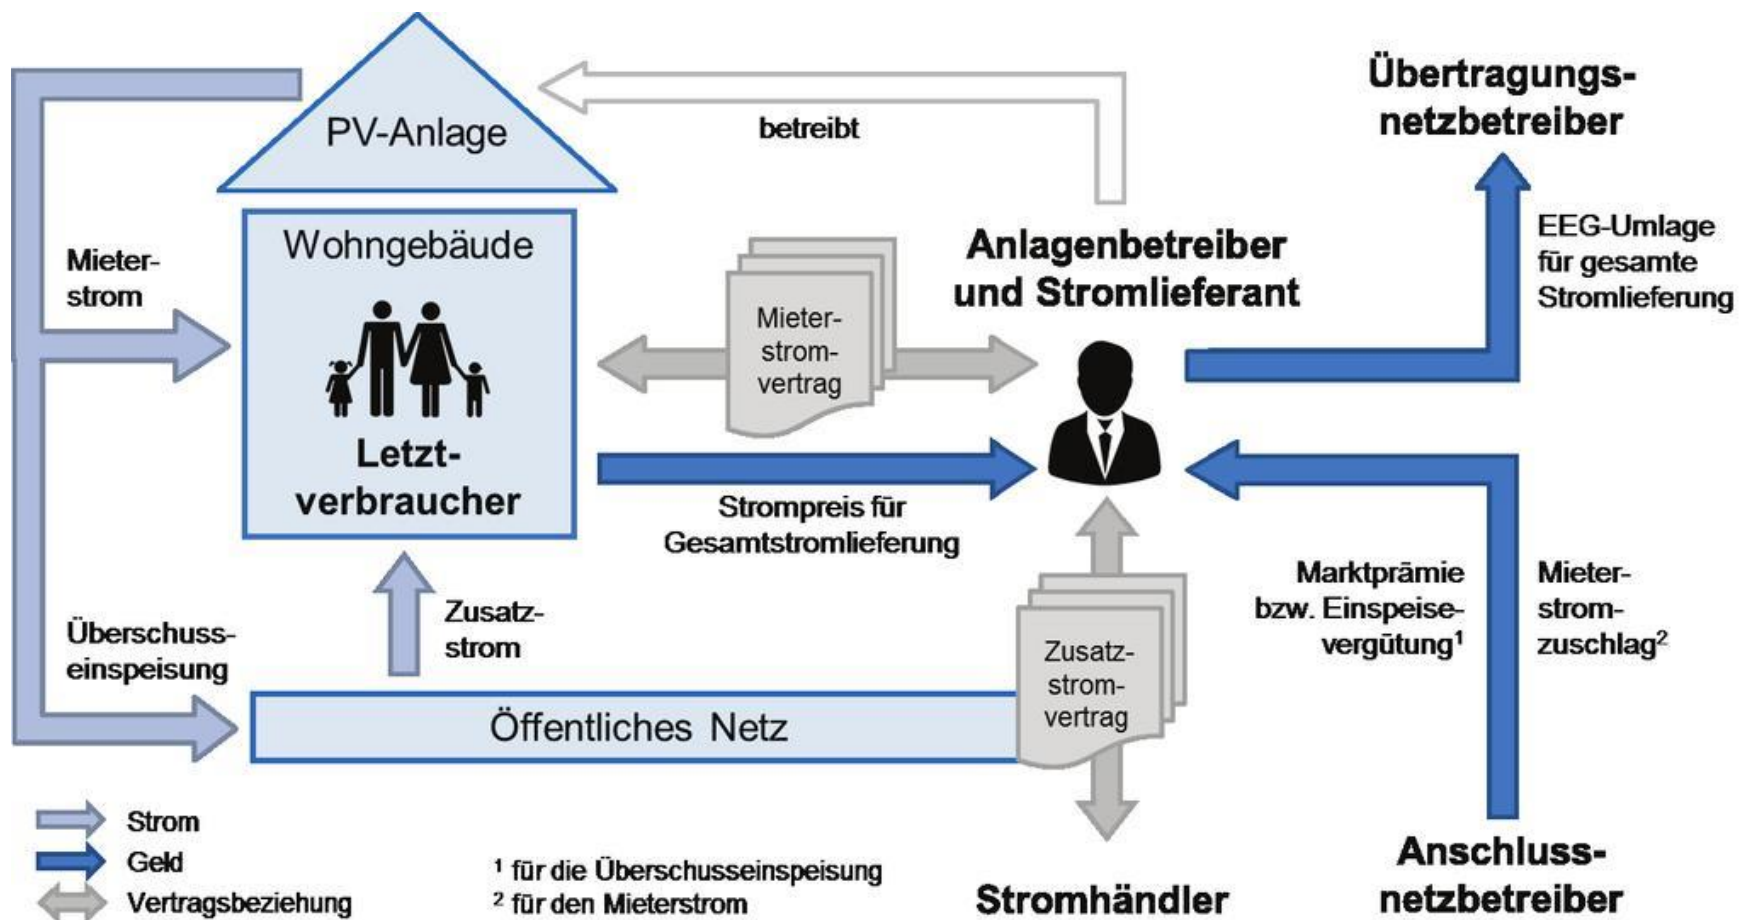 PV-Anlage
betreibt
Übertragungs-
netzbetreiber
Mieter-
strom
Wohngebäude
Letzt-
verbraucher
Mieter-
strom-
vertrag
Anlagenbetreiber
und Stromlieferant
EEG-Umlage
für gesamte
Stromlieferung
Strompreis für
Gesamtstromlieferung
Überschuss-
einspeisung
Zusatz-
strom
Öffentliches Netz
Zusatz-
strom-
vertrag
Marktprämie
bzw. Einspeise-
vergütung¹
Mieter-
strom-
zuschlag²
Strom
Geld
Vertragsbeziehung
¹ für die Überschusseinspeisung
² für den Mieterstrom
Stromhändler
Anschluss-
netzbetreiber